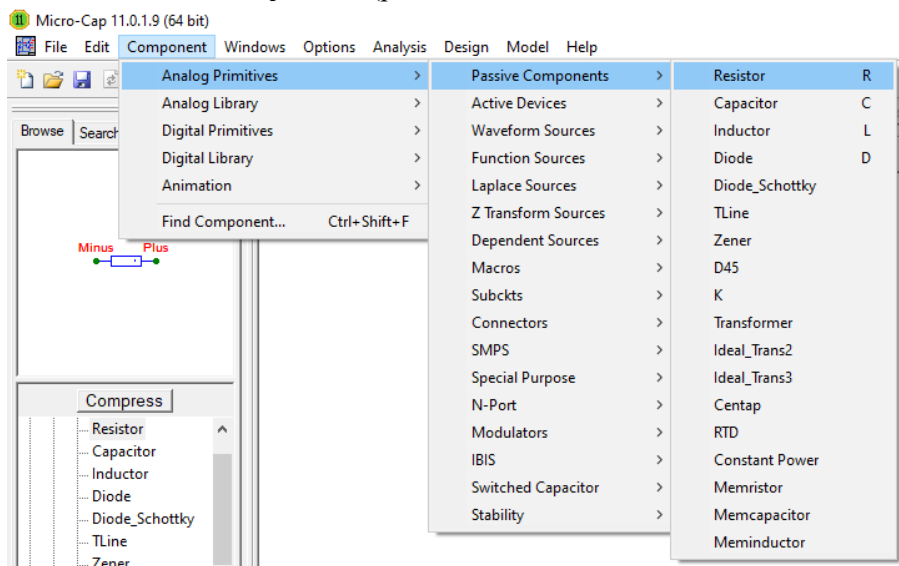 Micro-Cap 11.0.1.9 (64 bit)
File Edit Component Windows Options Analysis Design Model Help
Analog Primitives >
Analog Library >
Digital Primitives >
Digital Library >
Animation >
Find Component... Ctrl+Shift+F
Passive Components >
Active Devices >
Waveform Sources >
Function Sources >
Laplace Sources >
Z Transform Sources >
Dependent Sources >
Macros >
Subckts >
Connectors >
SMPS >
Special Purpose >
N-Port >
Modulators >
IBIS >
Switched Capacitor >
Stability >
Resistor R
Capacitor C
Inductor L
Diode D
Diode_Schottky
TLine
Zener
D45
K
Transformer
Ideal_Trans2
Ideal_Trans3
Centap
RTD
Constant Power
Memristor
Memcapacitor
Meminductor
Browse Search
Minus Plus
Compress
Resistor
Capacitor
Inductor
Diode
Diode_Schottky
TLine
Zener